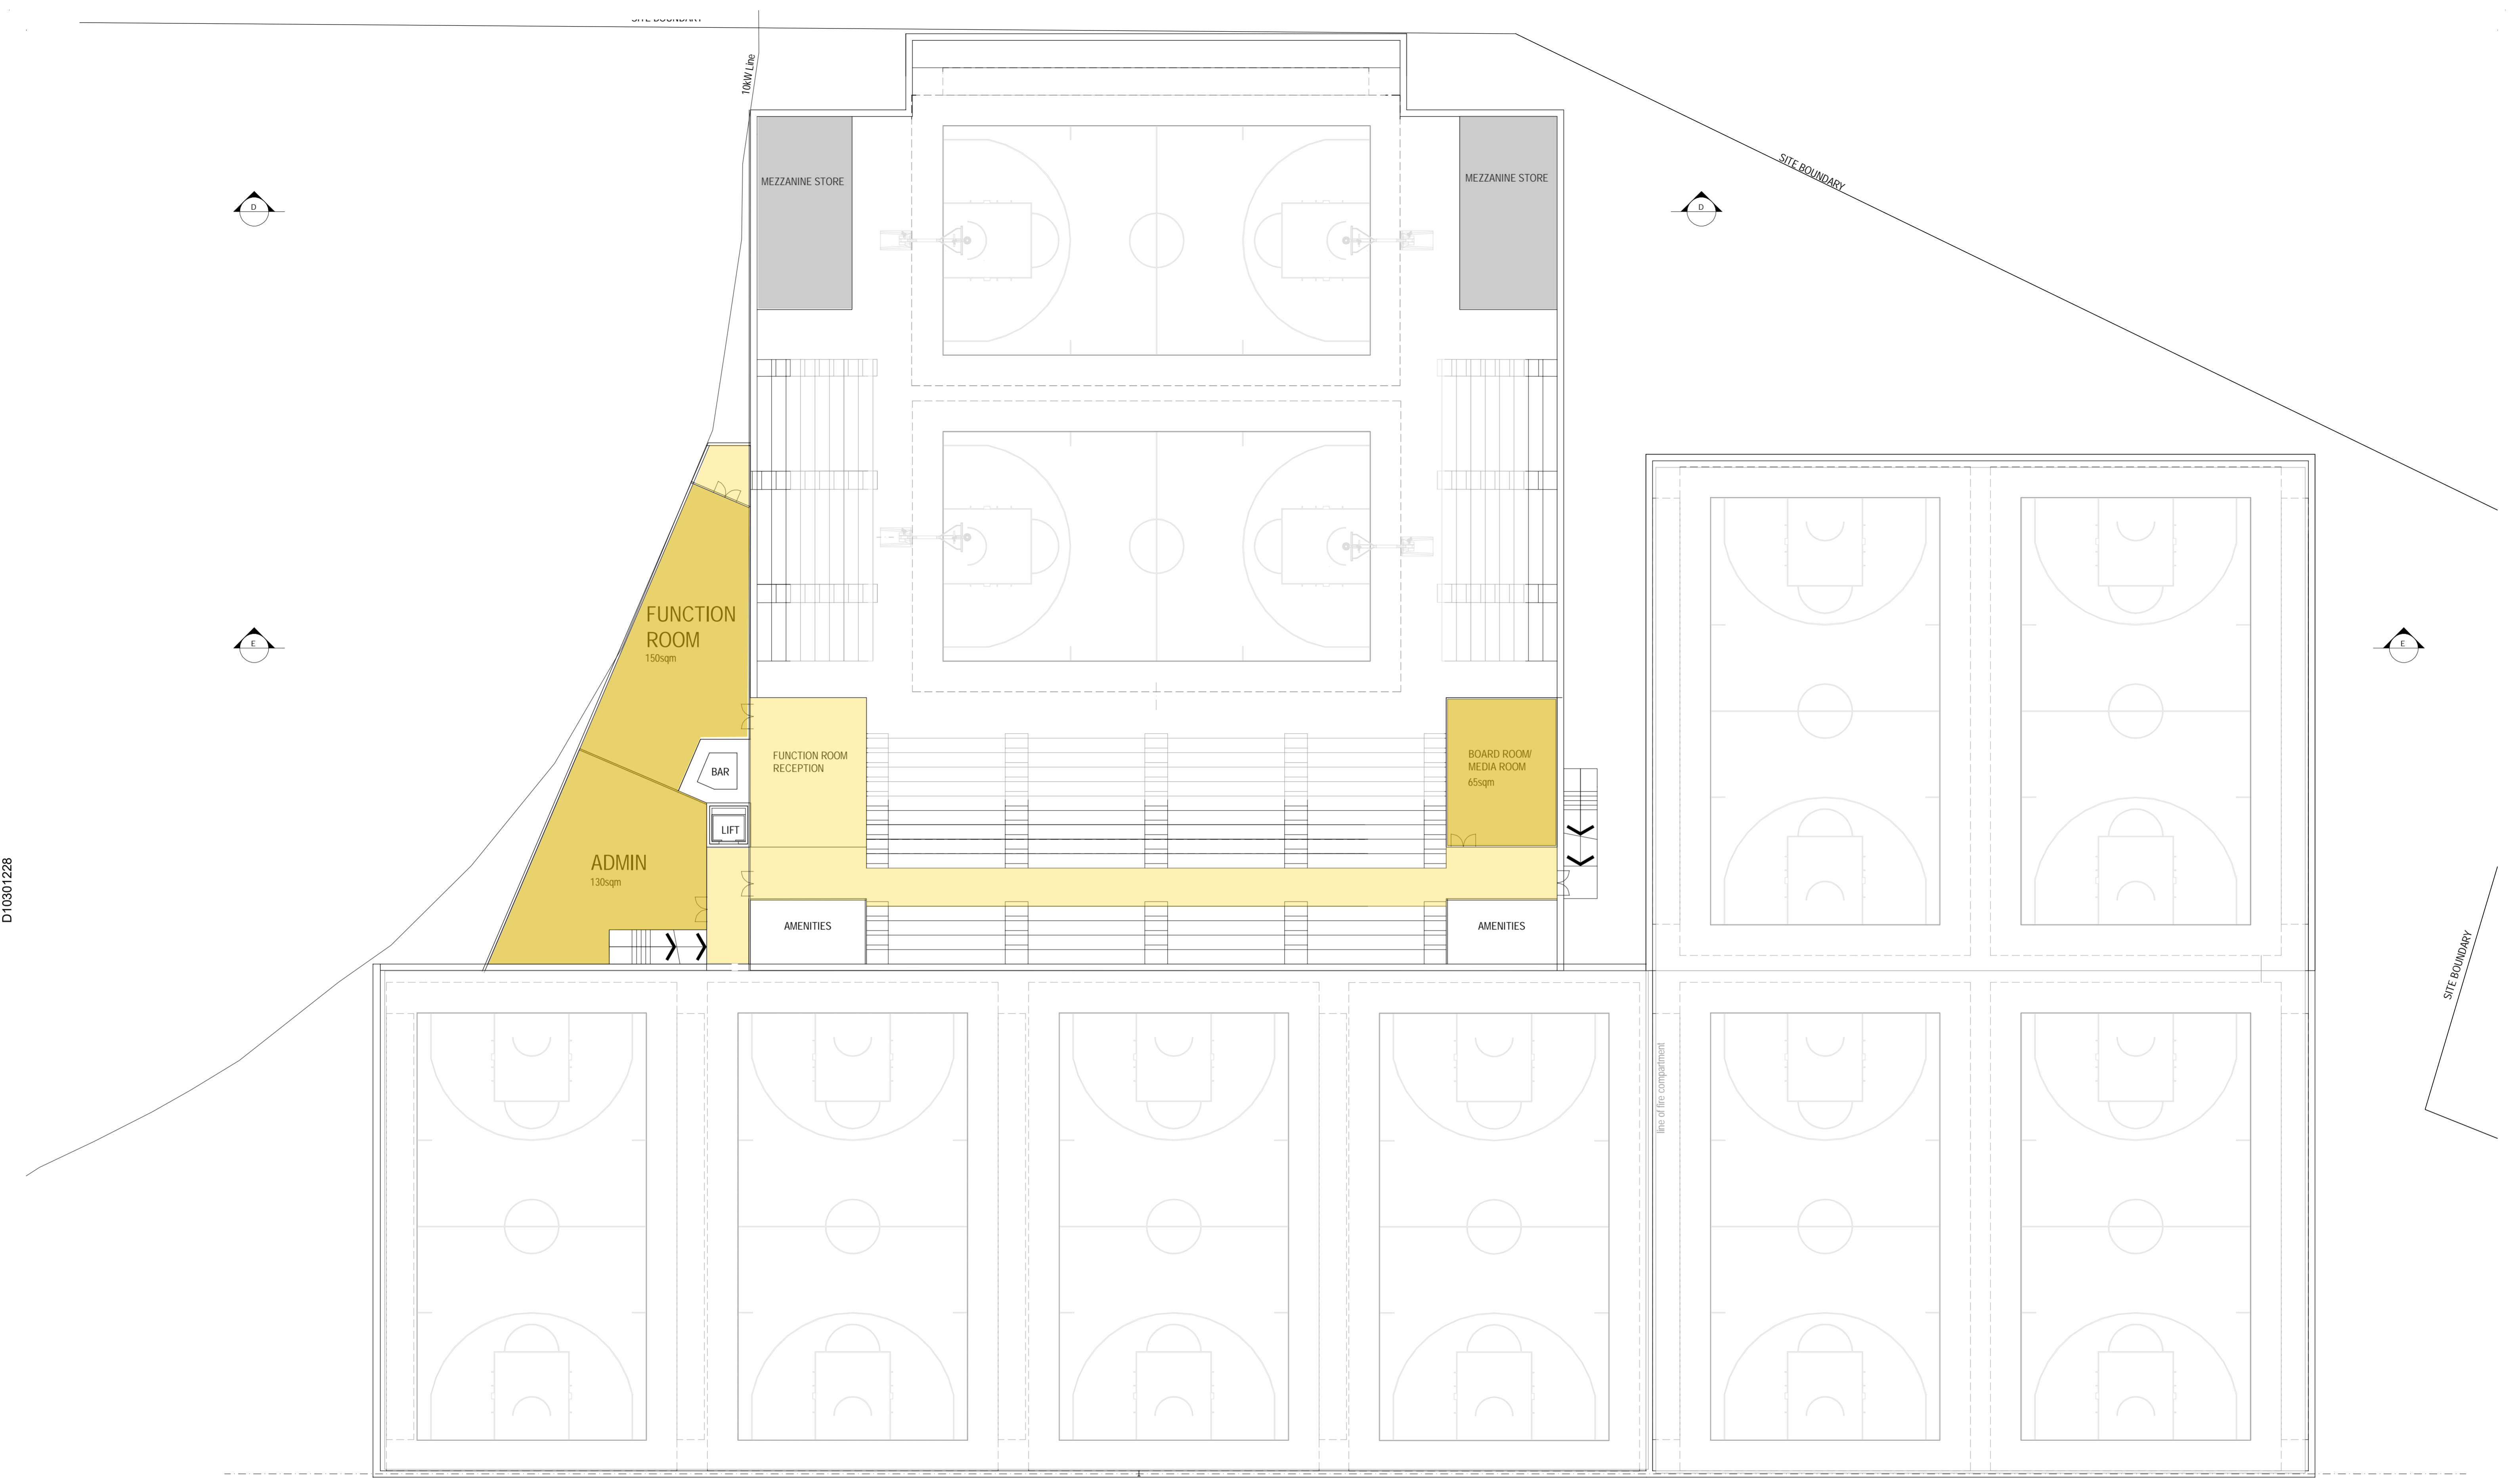 SITE BOUNDARY
10kW Line
SITE BOUNDARY
MEZZANINE STORE
MEZZANINE STORE
D
D
FUNCTION
ROOM
150sqm
E
E
FUNCTION ROOM
RECEPTION
BOARD ROOM/
MEDIA ROOM
65sqm
BAR
LIFT
ADMIN
130sqm
AMENITIES
AMENITIES
D10301228
SITE BOUNDARY
line of fire compartment